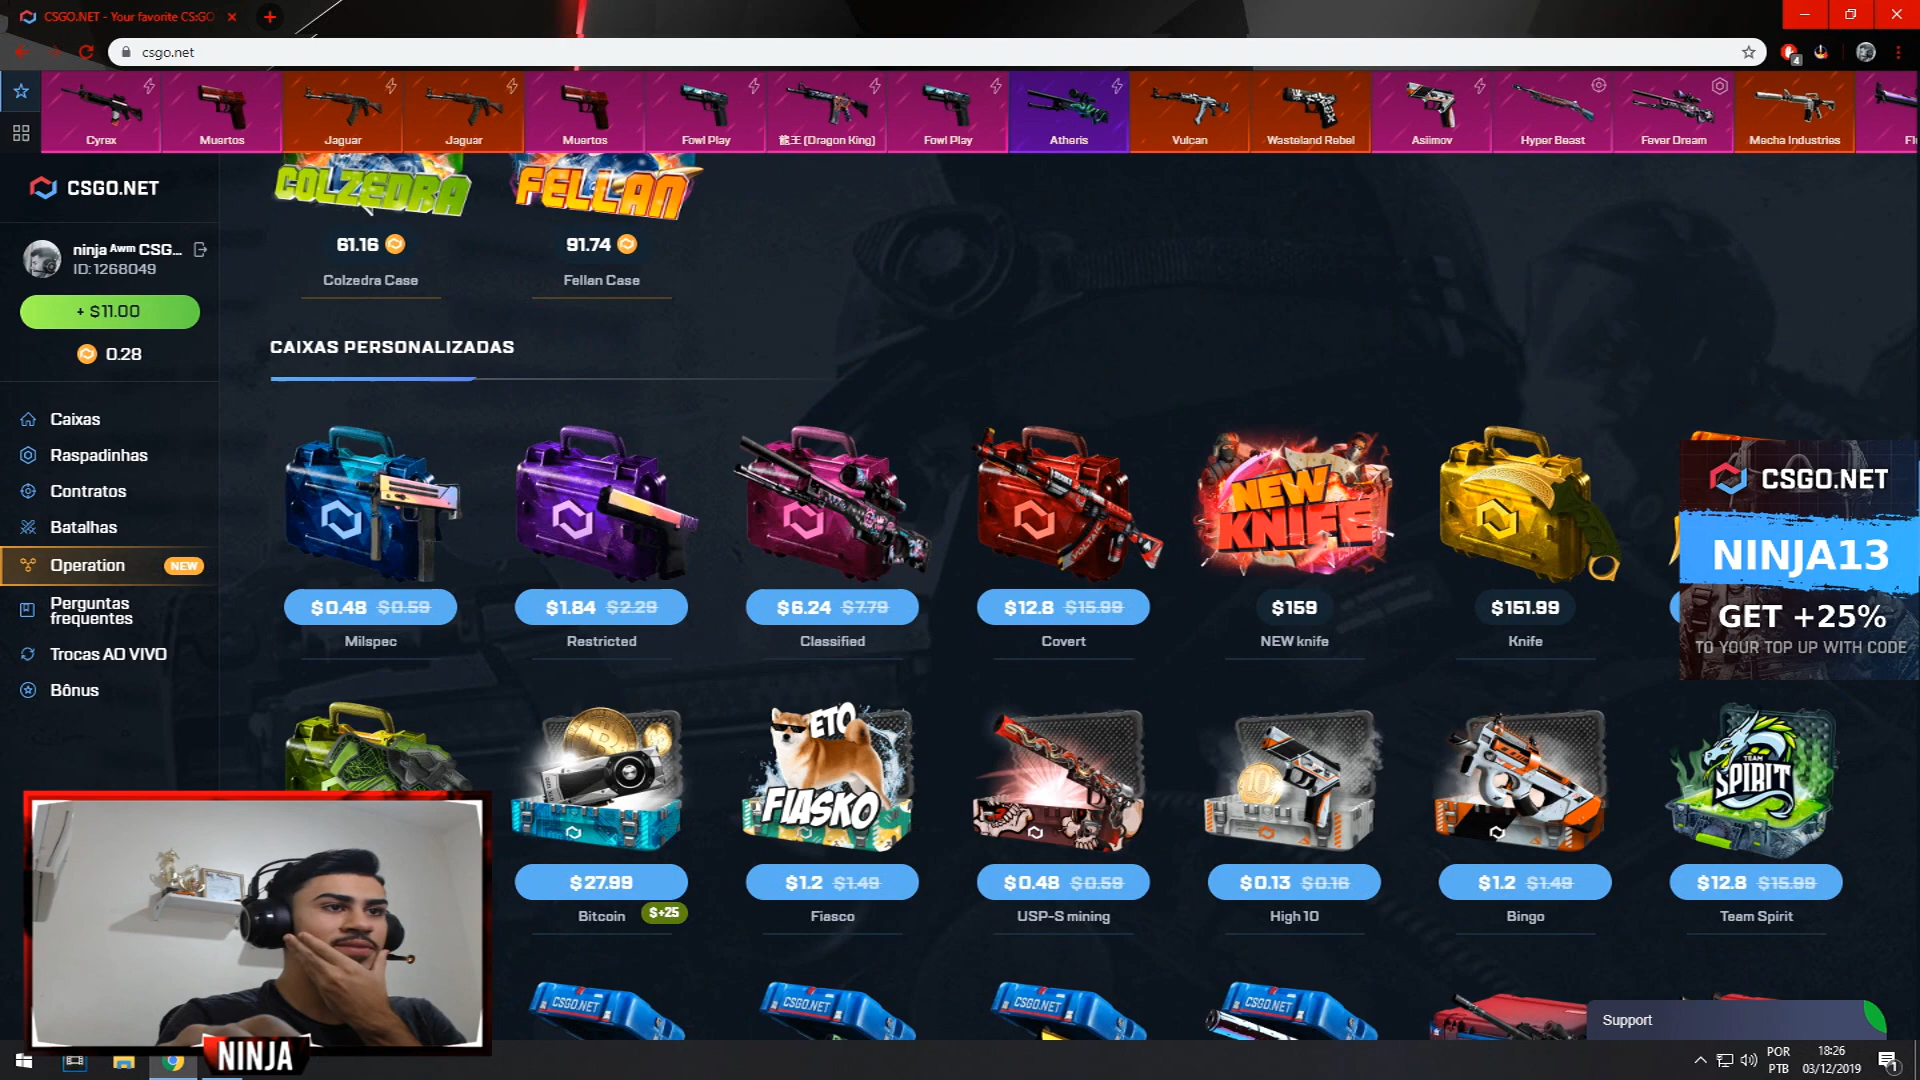 CSGO.NET - Your favorite CS:GO
csgo.net
4
Cyrex
Muertos
Jaguar
Jaguar
Muertos
Fowl Play
龍王 (Dragon King)
Fowl Play
Atheris
Vulcan
Wasteland Rebel
Asiimov
Hyper Beast
Fever Dream
Mecha Industries
CSGO.NET
ninja Awm CSG...
ID: 1268049
+ $11.00
0.28
Caixas
Raspadinhas
Contratos
Batalhas
Operation NEW
Perguntas
frequentes
Trocas AO VIVO
Bônus
COLZEDRA
FELLAN
61.16
91.74
Colzedra Case
Fellan Case
CAIXAS PERSONALIZADAS
NEW
KNIFE
$0.48 $0.59
$1.84 $2.29
$6.24 $7.79
$12.8 $15.99
$159
$151.99
Milspec
Restricted
Classified
Covert
NEW knife
Knife
CSGO.NET
NINJA13
GET +25%
TO YOUR TOP UP WITH CODE
ETO
FIASKO
10
TEAM
SPIRIT
$27.99
$1.2 $1.49
$0.48 $0.59
$0.13 $0.16
$1.2 $1.49
$12.8 $15.99
Bitcoin
$+25
Fiasco
USP-S mining
High 10
Bingo
Team Spirit
CSGO.NET
CSGO.NET
CSGO.NET
CSGO.NET
Support
NINJA
POR
PTB
18:26
03/12/2019
1